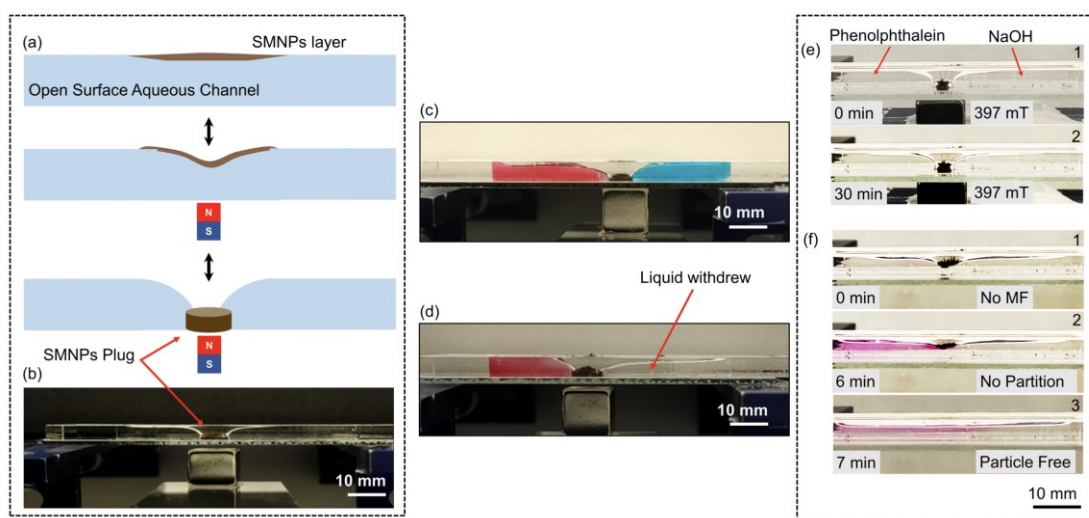 (a)
SMNPs layer
Open Surface Aqueous Channel
N
S
N
S
SMNPs Plug
(b)
10 mm
(c)
10 mm
Liquid withdrew
(d)
10 mm
(e)
Phenolphthalein
NaOH
1
0 min
397 mT
2
30 min
397 mT
(f)
1
0 min
No MF
2
6 min
No Partition
3
7 min
Particle Free
10 mm